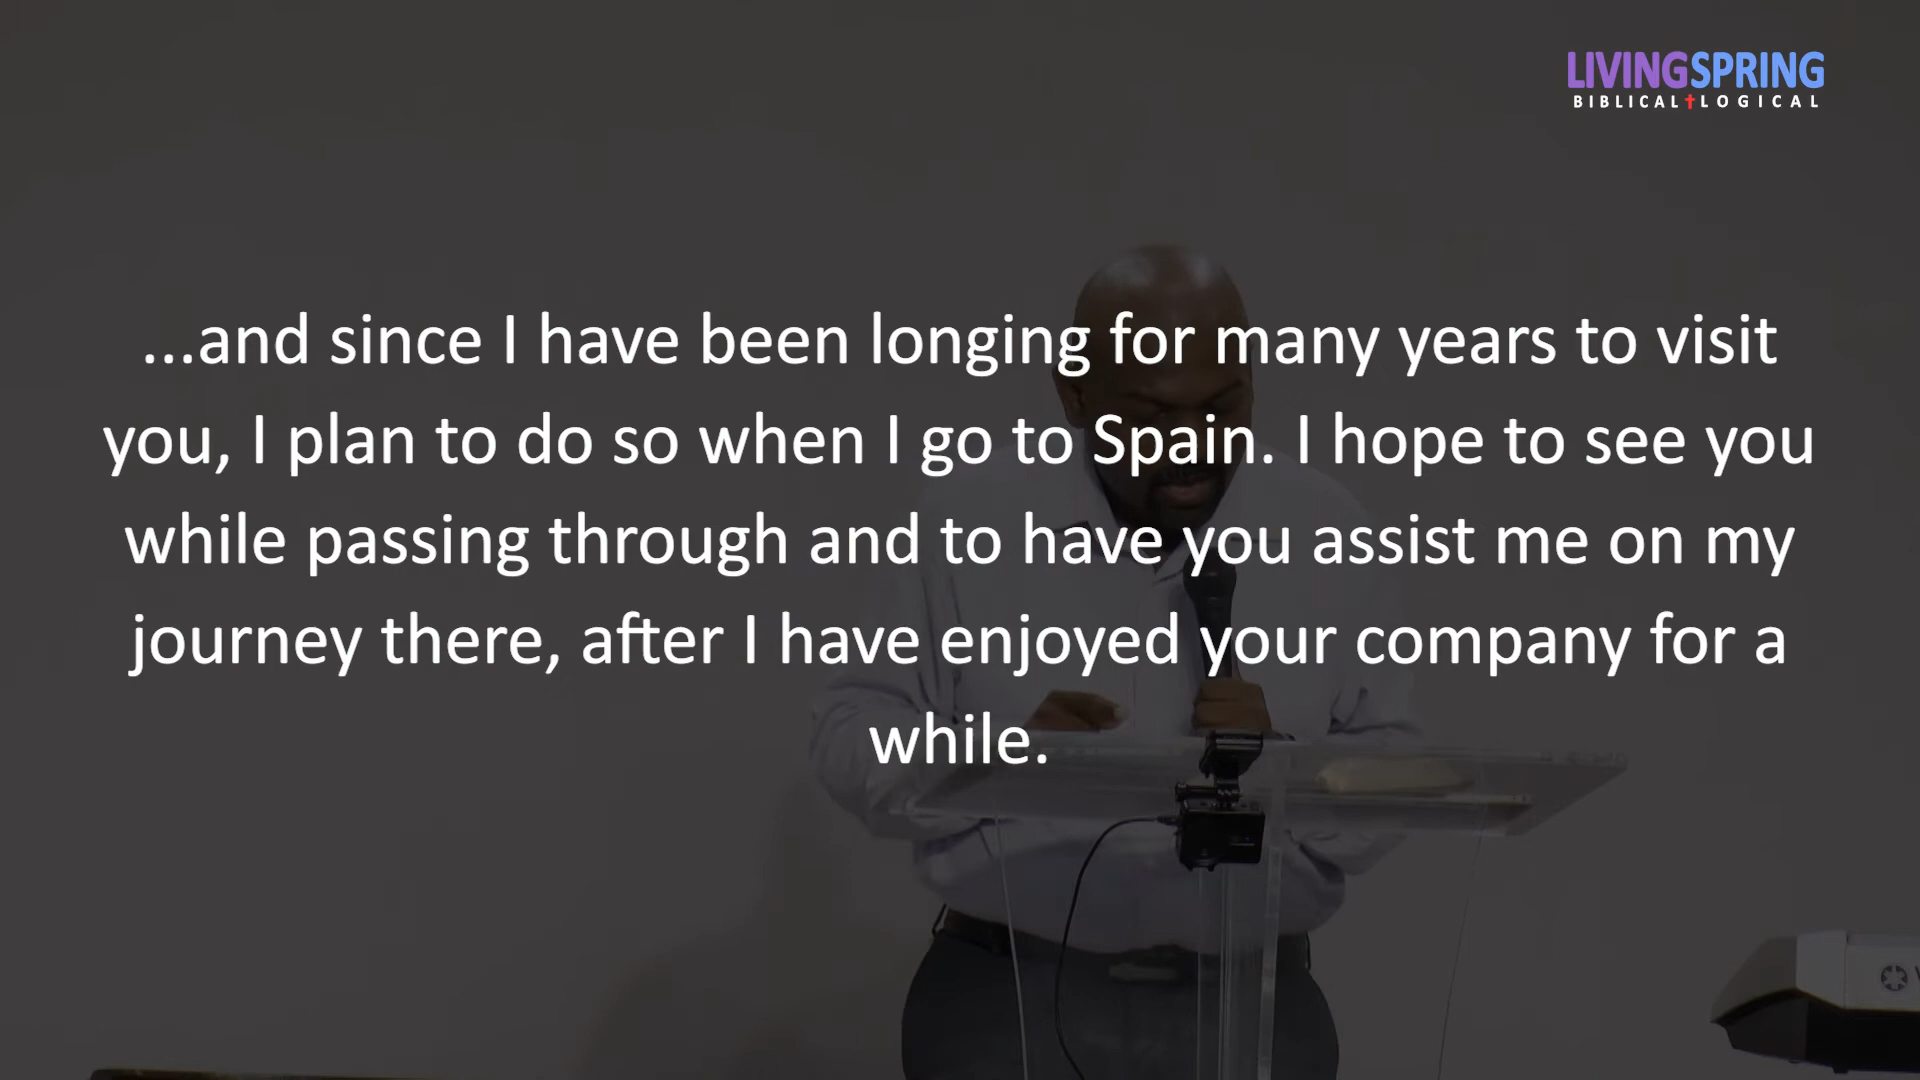 LIVINGSPRING
BIBLICAL✝LOGICAL
...and since I have been longing for many years to visit
you, I plan to do so when I go to Spain. I hope to see you
while passing through and to have you assist me on my
journey there, after I have enjoyed your company for a
while.